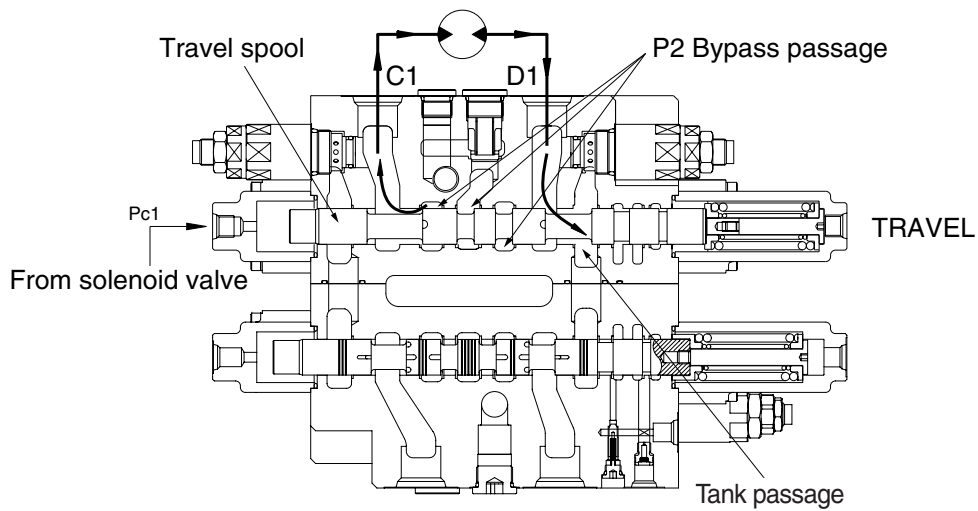 Travel spool
C1
D1
P2 Bypass passage
Pc1
From solenoid valve
TRAVEL
Tank passage